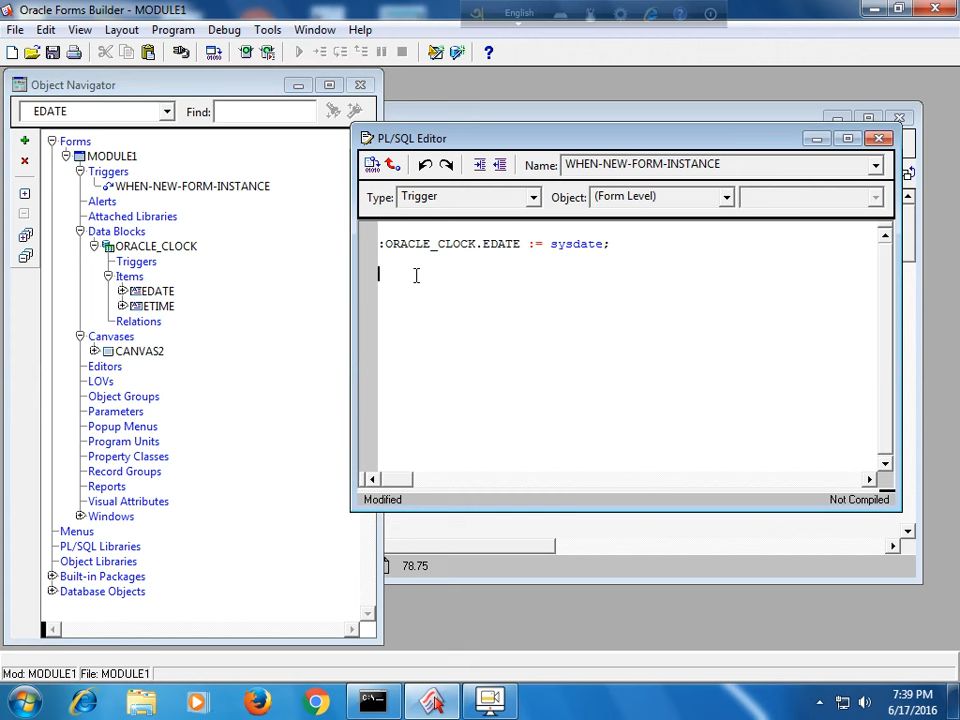 Oracle Forms Builder - MODULE1
English
File Edit View Layout Program Debug Tools Window Help
Object Navigator
EDATE
Find:
Forms
MODULE1
Triggers
WHEN-NEW-FORM-INSTANCE
Alerts
Attached Libraries
Data Blocks
ORACLE_CLOCK
Triggers
Items
EDATE
ETIME
Relations
Canvases
CANVAS2
Editors
LOVs
Object Groups
Parameters
Popup Menus
Program Units
Property Classes
Record Groups
Reports
Visual Attributes
Windows
Menus
PL/SQL Libraries
Object Libraries
Built-in Packages
Database Objects
PL/SQL Editor
Name: WHEN-NEW-FORM-INSTANCE
Type: Trigger Object: (Form Level)
:ORACLE_CLOCK.EDATE := sysdate;
Modified Not Compiled
78.75
Mod: MODULE1 File: MODULE1
7:39 PM
6/17/2016